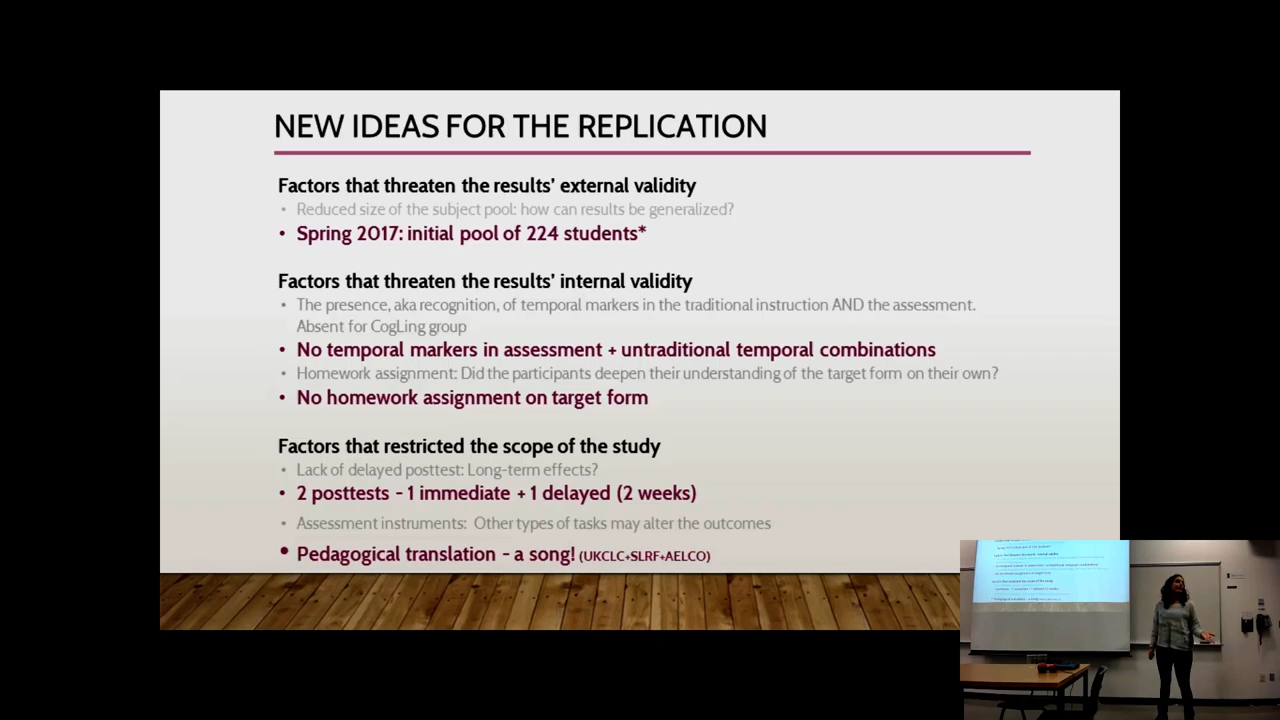 NEW IDEAS FOR THE REPLICATION
Factors that threaten the results' external validity
• Reduced size of the subject pool: how can results be generalized?
• Spring 2017: initial pool of 224 students*
Factors that threaten the results' internal validity
• The presence, aka recognition, of temporal markers in the traditional instruction AND the assessment.
Absent for CogLing group
• No temporal markers in assessment + untraditional temporal combinations
• Homework assignment: Did the participants deepen their understanding of the target form on their own?
• No homework assignment on target form
Factors that restricted the scope of the study
• Lack of delayed posttest: Long-term effects?
• 2 posttests - 1 immediate + 1 delayed (2 weeks)
• Assessment instruments: Other types of tasks may alter the outcomes
• Pedagogical translation - a song! (UKCLC+SLRF+AELCO)